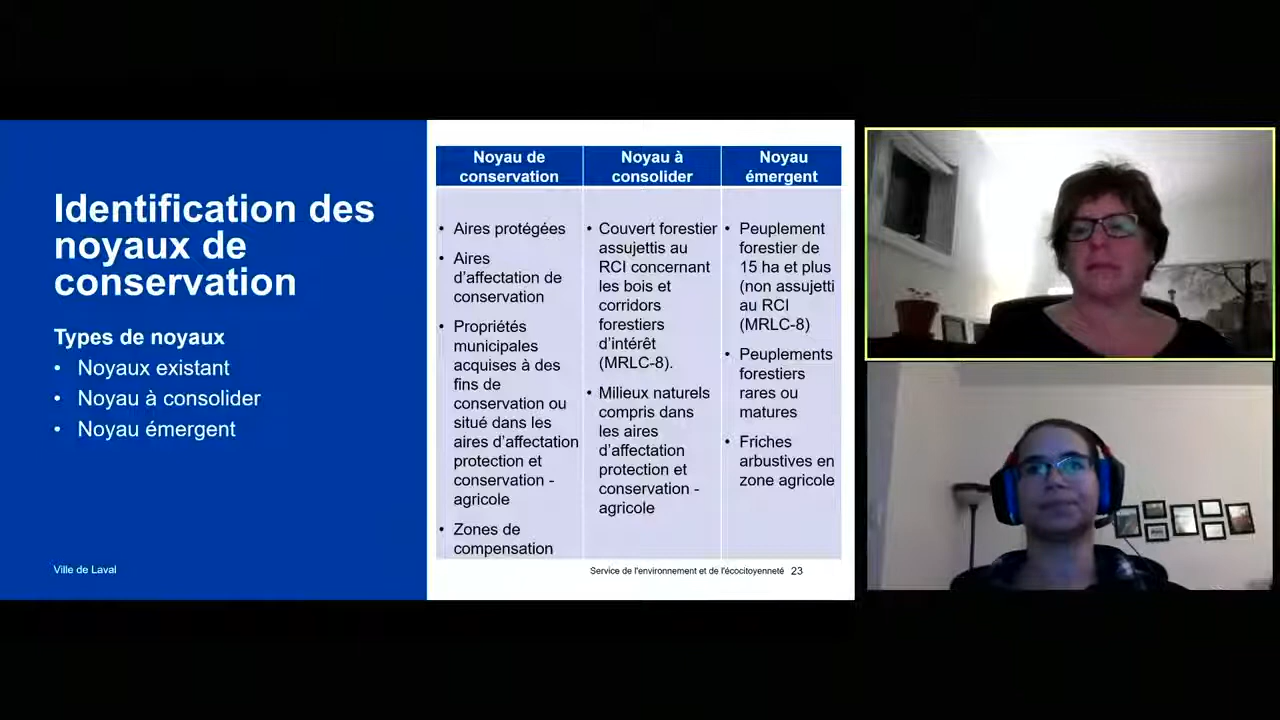 Identification des
noyaux de
conservation
Types de noyaux
• Noyaux existant
• Noyau à consolider
• Noyau émergent
Ville de Laval
Noyau de
conservation
• Aires protégées
• Aires
d’affectation de
conservation
• Propriétés
municipales
acquises à des
fins de
conservation ou
situé dans les
aires d’affectation
protection et
conservation -
agricole
• Zones de
compensation
Noyau à
consolider
• Couvert forestier
assujettis au
RCI concernant
les bois et
corridors
forestiers
d’intérêt
(MRLC-8).
• Milieux naturels
compris dans
les aires
d’affectation
protection et
conservation -
agricole
Noyau
émergent
• Peuplement
forestier de
15 ha et plus
(non assujetti
au RCI
(MRLC-8)
• Peuplements
forestiers
rares ou
matures
• Friches
arbustives en
zone agricole
Service de l'environnement et de l'écocitoyenneté 23